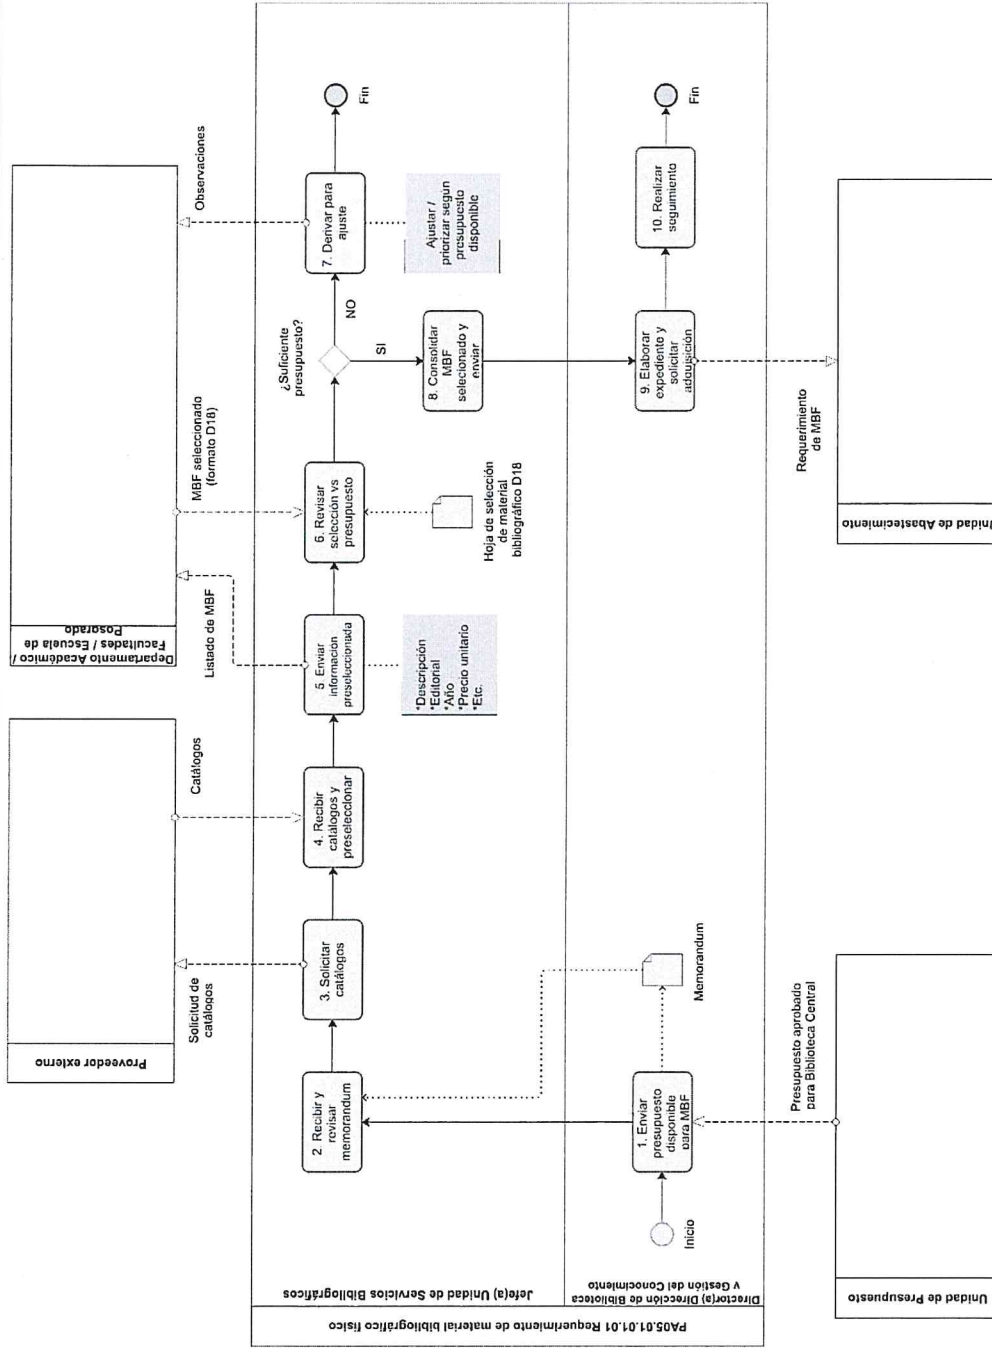 Proveedor externo
Departamento Académico /
Facultades / Escuela de
Posgrado
Solicitud de
catálogos
Catálogos
Listado de MBF
MBF seleccionado
(formato D18)
Observaciones
PA05.01.01.01 Requerimiento de material bibliográfico físico
Jefe(a) Unidad de Servicios Bibliográficos
2. Recibir y
revisar
memorandum
3. Solicitar
catálogos
4. Recibir
catálogos y
preseleccionar
5 Enviar
información
preseleccionada
*Descripción
*Editorial
*Año
*Precio unitario
*Etc.
6. Revisar
selección vs
presupuesto
Hoja de selección
de material
bibliográfico D18
¿Suficiente
presupuesto?
NO
SI
7. Derivar para
ajuste
Ajustar /
priorizar según
presupuesto
disponible
Fin
8. Consolidar
MBF
selecionado y
enviar
Director(a) Dirección de Biblioteca
y Gestión del Conocimiento
Inicio
1. Enviar
presupuesto
disponible
para MBF
Memorandum
9. Elaborar
expediente y
solicitar
adquisición
10. Realizar
seguimiento
Fin
Presupuesto aprobado
para Biblioteca Central
Requerimiento
de MBF
Unidad de Presupuesto
Unidad de Abastecimiento